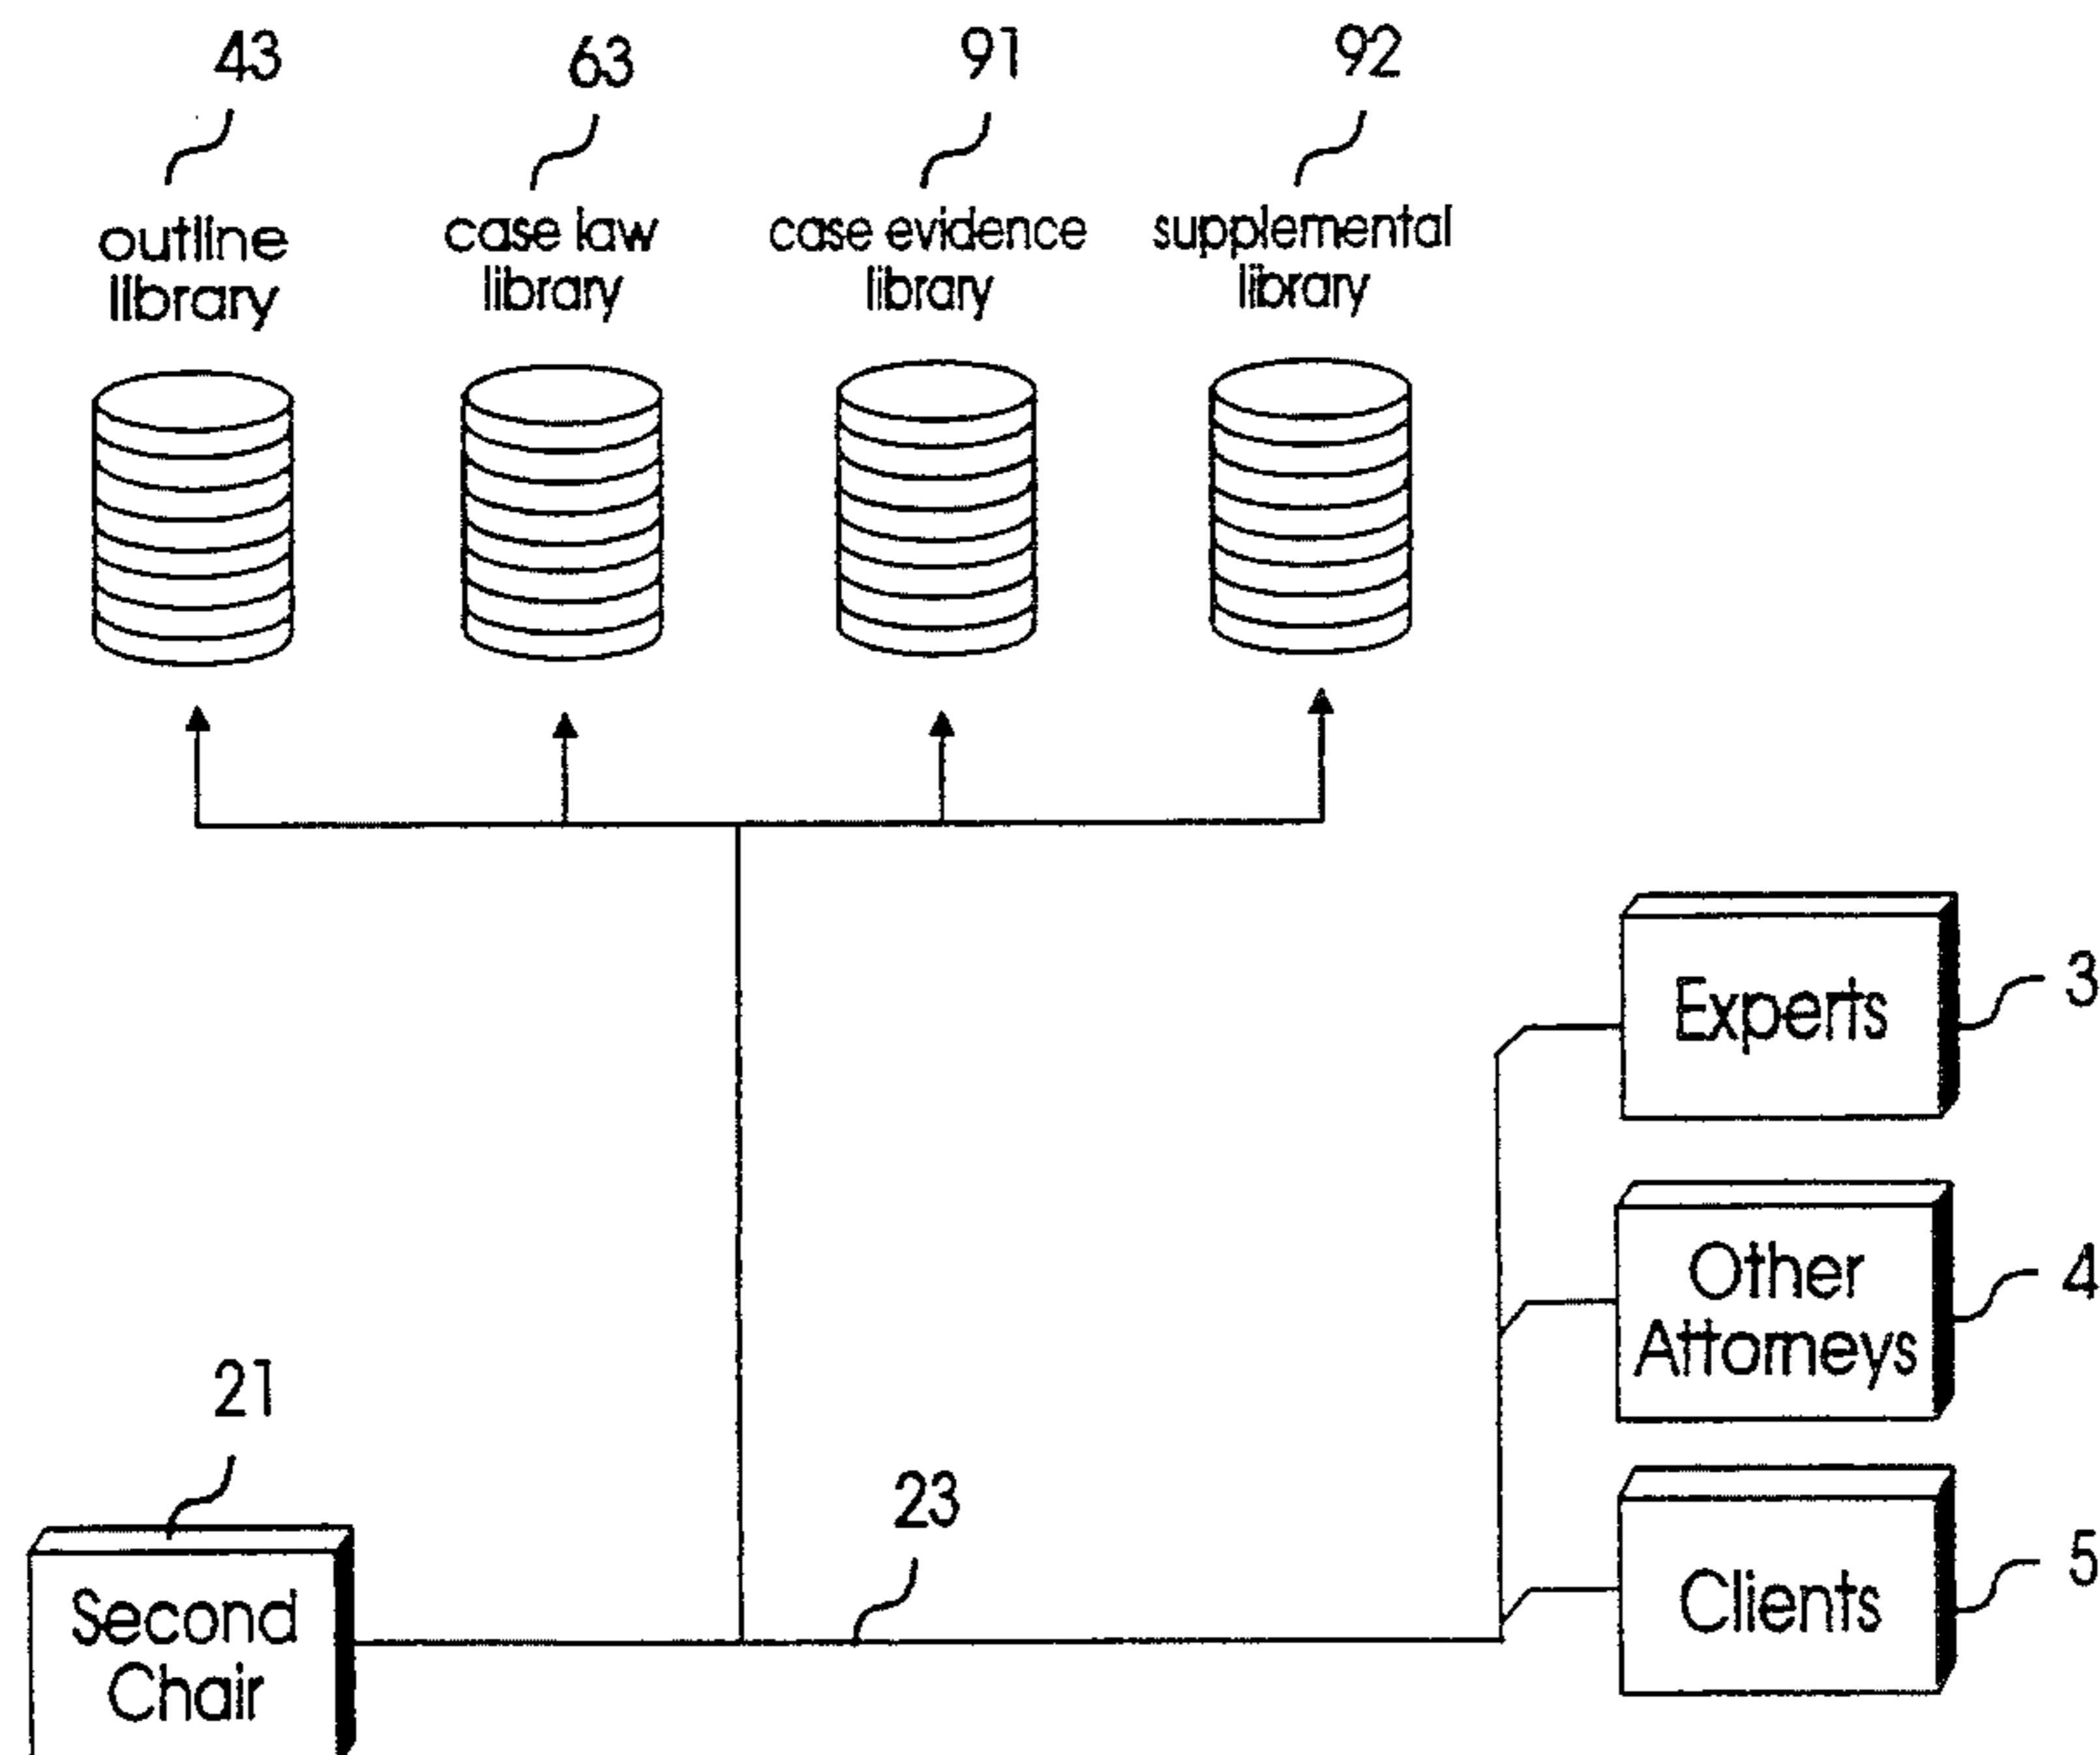 43
63
91
92
outline
library
case law
library
case evidence
library
supplemental
library
Experts
3
Other
Attorneys
4
21
23
Clients
5
Second
Chair